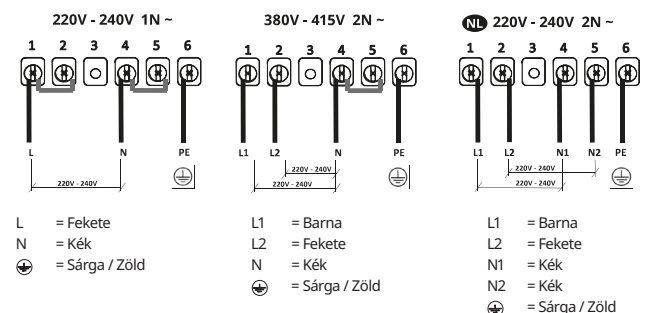 220V - 240V 1N ~
1 2 3 4 5 6
L N PE
220V - 240V
L = Fekete
N = Kék
= Sárga / Zöld
380V - 415V 2N ~
1 2 3 4 5 6
L1 L2 N PE
220V - 240V
220V - 240V
L1 = Barna
L2 = Fekete
N = Kék
= Sárga / Zöld
NL 220V - 240V 2N ~
1 2 3 4 5 6
L1 L2 N1 N2 PE
220V - 240V
220V - 240V
L1 = Barna
L2 = Fekete
N1 = Kék
N2 = Kék
= Sárga / Zöld